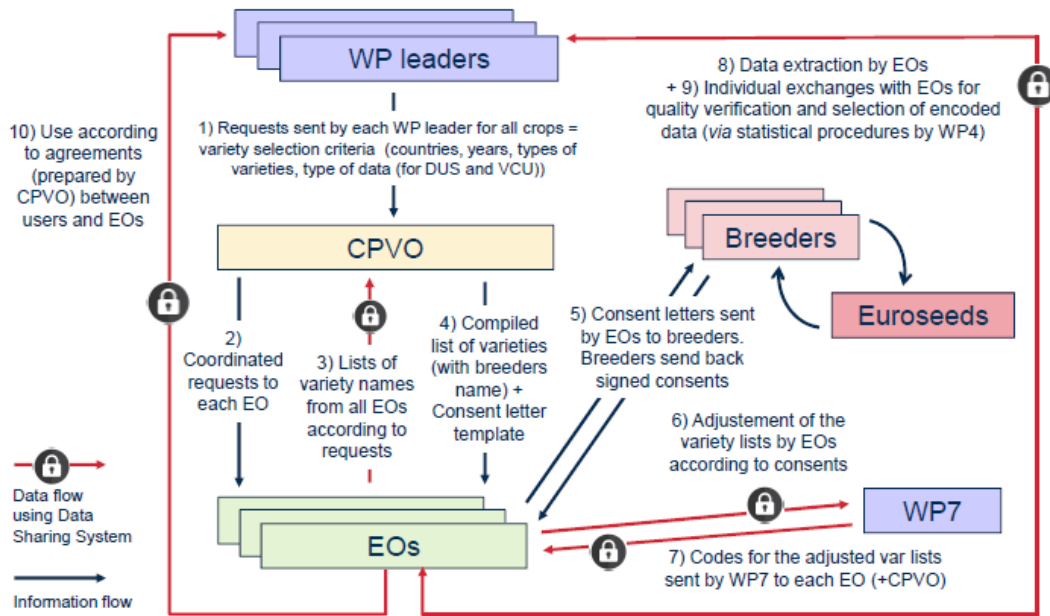 WP leaders
8) Data extraction by EOs
+ 9) Individual exchanges with EOs for
quality verification and selection of encoded
data (via statistical procedures by WP4)
10) Use according
to agreements
(prepared by
CPVO) between
users and EOs
1) Requests sent by each WP leader for all crops =
variety selection criteria (countries, years, types of
varieties, type of data (for DUS and VCU))
CPVO
Breeders
Euroseeds
2)
Coordinated
requests to
each EO
3) Lists of
variety names
from all EOs
according to
requests
4) Compiled
list of varieties
(with breeders
name) +
Consent letter
template
5) Consent letters sent
by EOs to breeders.
Breeders send back
signed consents
6) Adjustement of the
variety lists by EOs
according to consents
Data flow
using Data
Sharing System
Information flow
EOs
WP7
7) Codes for the adjusted var lists
sent by WP7 to each EO (+CPVO)